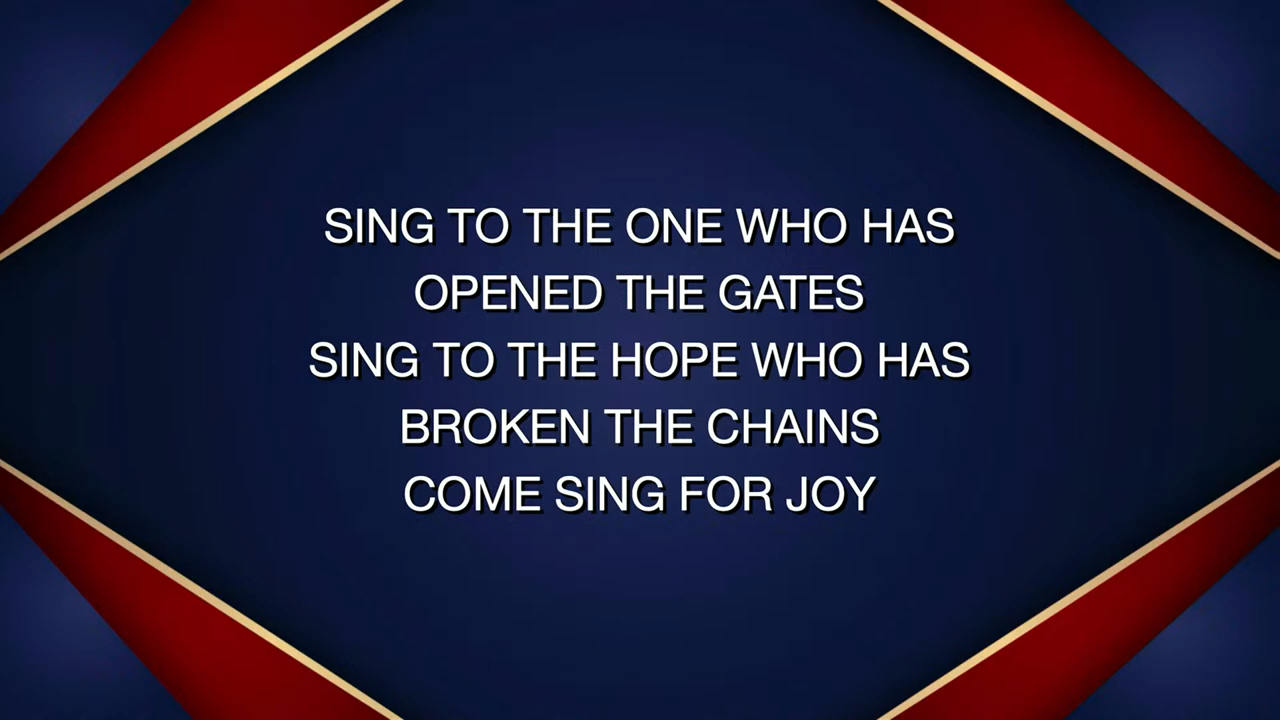 SING TO THE ONE WHO HAS
OPENED THE GATES
SING TO THE HOPE WHO HAS
BROKEN THE CHAINS
COME SING FOR JOY